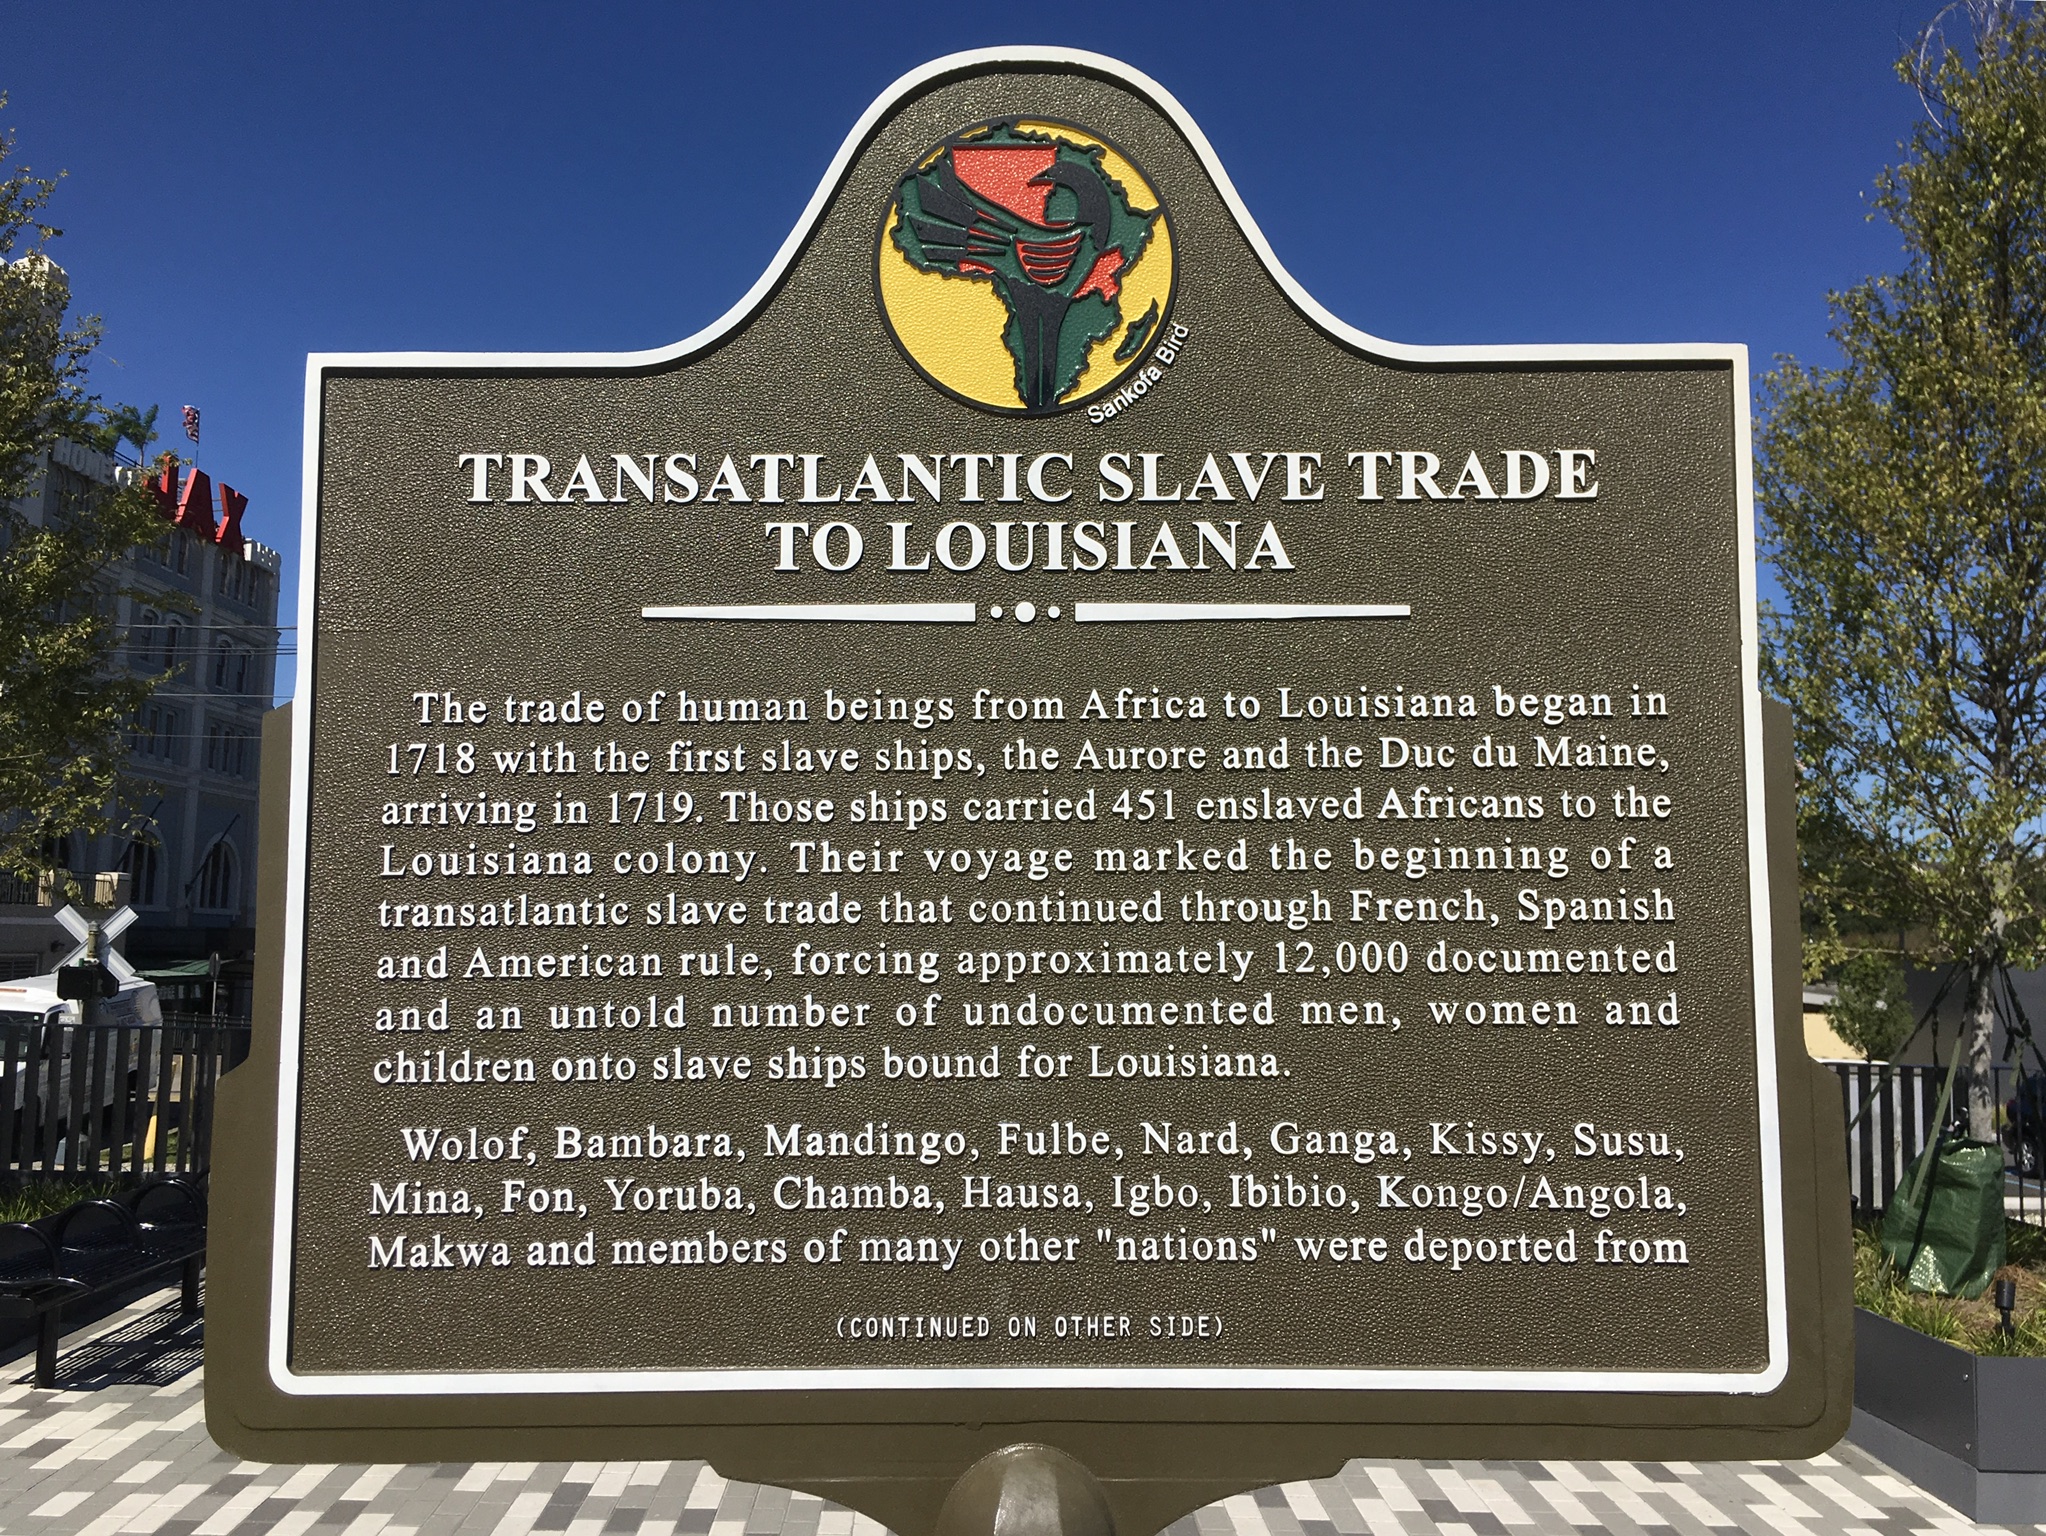 Sankofa Bird
TRANSATLANTIC SLAVE TRADE
TO LOUISIANA
The trade of human beings from Africa to Louisiana began in
1718 with the first slave ships, the Aurore and the Duc du Maine,
arriving in 1719. Those ships carried 451 enslaved Africans to the
Louisiana colony. Their voyage marked the beginning of a
transatlantic slave trade that continued through French, Spanish
and American rule, forcing approximately 12,000 documented
and an untold number of undocumented men, women and
children onto slave ships bound for Louisiana.
Wolof, Bambara, Mandingo, Fulbe, Nard, Ganga, Kissy, Susu,
Mina, Fon, Yoruba, Chamba, Hausa, Igbo, Ibibio, Kongo/Angola,
Makwa and members of many other "nations" were deported from
(CONTINUED ON OTHER SIDE)